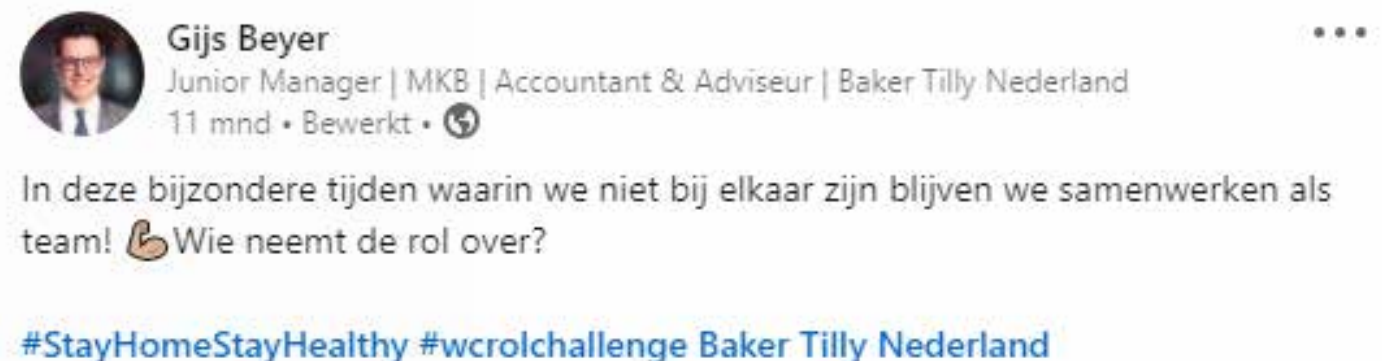 Gijs Beyer
Junior Manager | MKB | Accountant & Adviseur | Baker Tilly Nederland
11 mnd • Bewerkt •
In deze bijzondere tijden waarin we niet bij elkaar zijn blijven we samenwerken als
team! 💪🏼Wie neemt de rol over?
#StayHomeStayHealthy #wcrolchallenge Baker Tilly Nederland